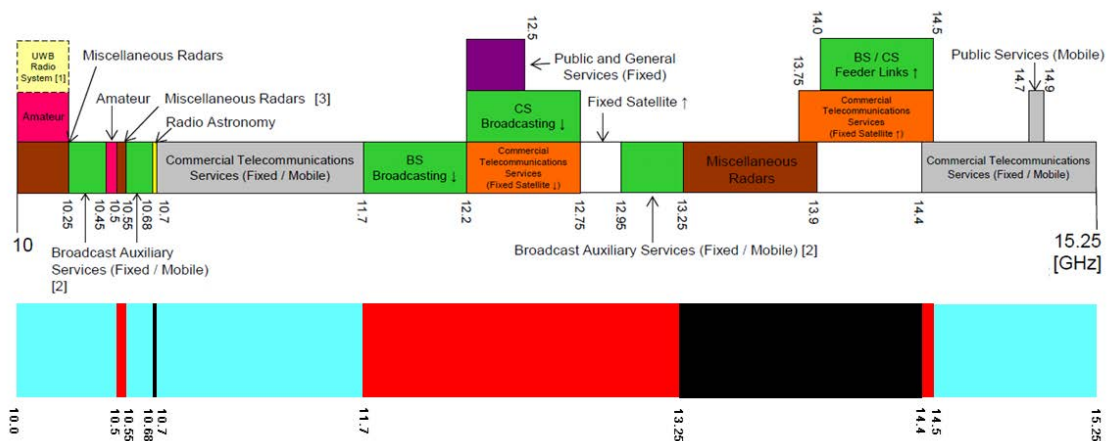 12.5
14.0
14.5
UWB
Radio
System [1]
Miscellaneous Radars
Public and General
Services (Fixed)
13.75
BS / CS
Feeder Links ↑
Public Services (Mobile)
14.7
14.9
Amateur
Amateur
Miscellaneous Radars [3]
Radio Astronomy
CS
Broadcasting ↓
Fixed Satellite ↑
Commercial
Telecommunications
Services
(Fixed Satellite ↑)
Commercial Telecommunications
Services (Fixed / Mobile)
BS
Broadcasting ↓
Commercial
Telecommunications
Services
(Fixed Satellite ↓)
Miscellaneous
Radars
Commercial Telecommunications
Services (Fixed / Mobile)
10
10.25
10.45
10.5
10.55
10.68
10.7
11.7
12.2
12.75
12.95
13.25
13.9
14.4
15.25
[GHz]
Broadcast Auxiliary
Services (Fixed / Mobile)
[2]
Broadcast Auxiliary Services (Fixed / Mobile) [2]
10.0
10.5
10.55
10.68
10.7
11.7
13.25
14.4
14.5
15.25